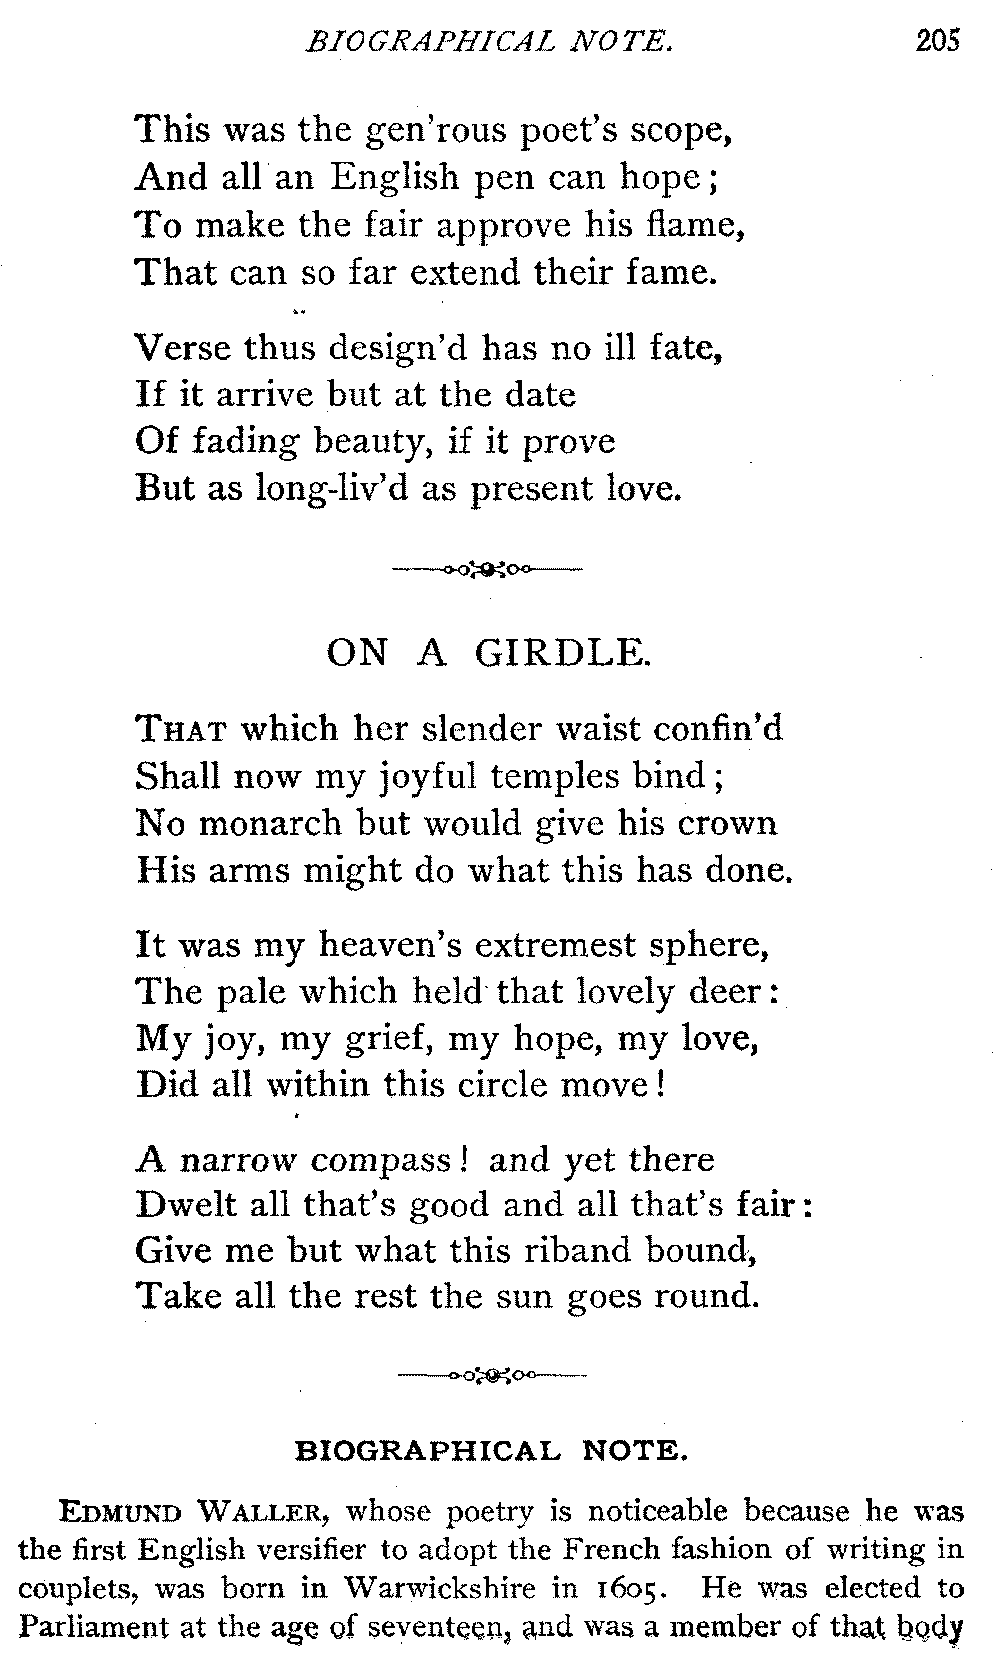 BIOGRAPHICAL NOTE. 205
This was the gen'rous poet's scope,
And all an English pen can hope;
To make the fair approve his flame,
That can so far extend their fame.
Verse thus design'd has no ill fate,
If it arrive but at the date
Of fading beauty, if it prove
But as long-liv'd as present love.
ON A GIRDLE.
THAT which her slender waist confin'd
Shall now my joyful temples bind;
No monarch but would give his crown
His arms might do what this has done.
It was my heaven's extremest sphere,
The pale which held that lovely deer:
My joy, my grief, my hope, my love,
Did all within this circle move!
A narrow compass! and yet there
Dwelt all that's good and all that's fair:
Give me but what this riband bound,
Take all the rest the sun goes round.
BIOGRAPHICAL NOTE.
EDMUND WALLER, whose poetry is noticeable because he was
the first English versifier to adopt the French fashion of writing in
couplets, was born in Warwickshire in 1605. He was elected to
Parliament at the age of seventeen, and was a member of that body